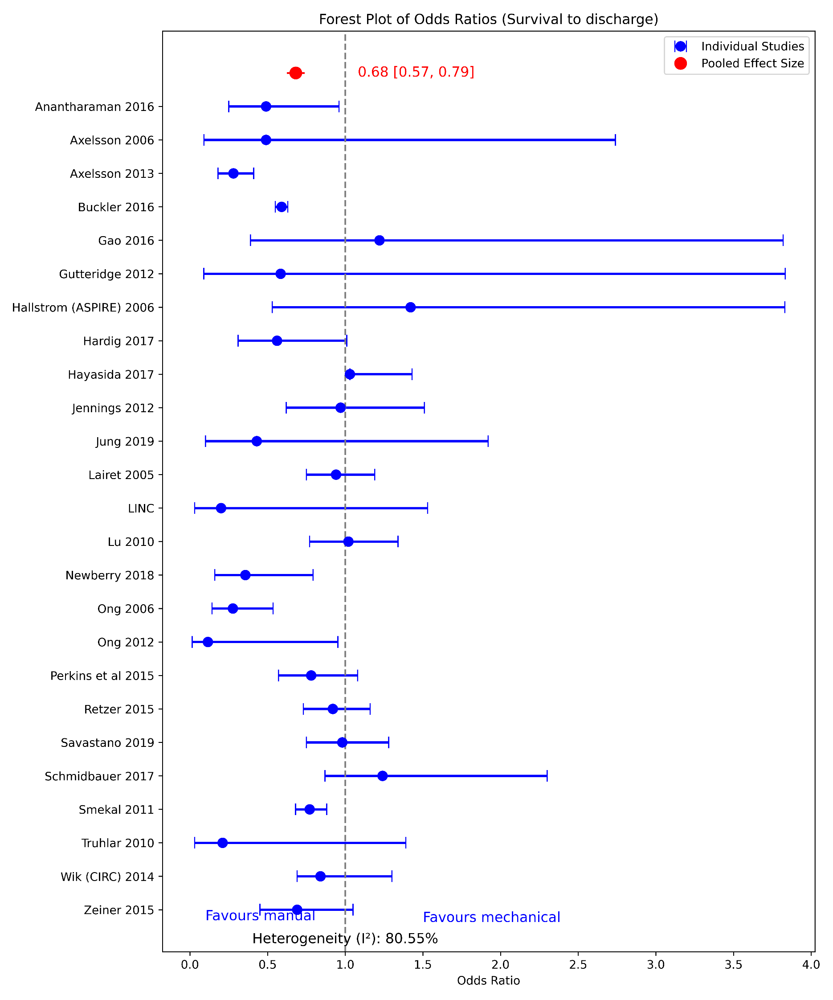 Forest Plot of Odds Ratios (Survival to discharge)
Individual Studies
Pooled Effect Size
0.68 [0.57, 0.79]
Anantharaman 2016
Axelsson 2006
Axelsson 2013
Buckler 2016
Gao 2016
Gutteridge 2012
Hallstrom (ASPIRE) 2006
Hardig 2017
Hayasida 2017
Jennings 2012
Jung 2019
Lairet 2005
LINC
Lu 2010
Newberry 2018
Ong 2006
Ong 2012
Perkins et al 2015
Retzer 2015
Savastano 2019
Schmidbauer 2017
Smekal 2011
Truhlar 2010
Wik (CIRC) 2014
Zeiner 2015
Favours manual
Favours mechanical
Heterogeneity (I²): 80.55%
0.0 0.5 1.0 1.5 2.0 2.5 3.0 3.5 4.0
Odds Ratio